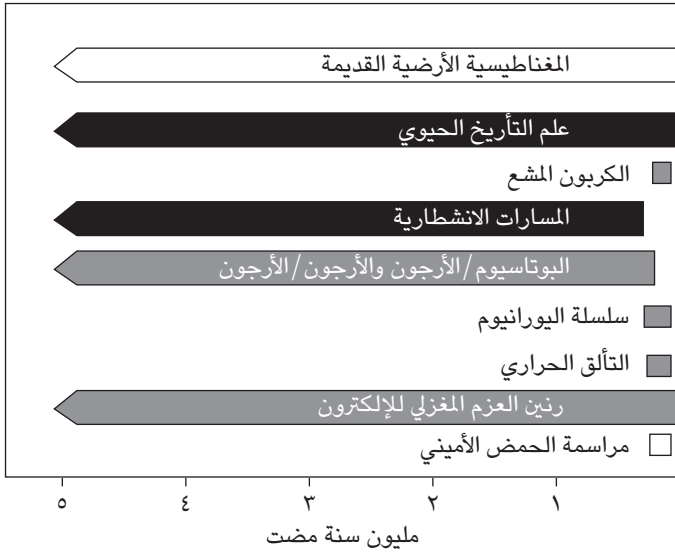 المغناطيسية الأرضية القديمة
علم التأريخ الحيوي
الكربون المشع
المسارات الانشطارية
البوتاسيوم/الأرجون والأرجون/الأرجون
سلسلة اليورانيوم
التألق الحراري
رنين العزم المغزلي للإلكترون
مراسمة الحمض الأميني
١ ٢ ٣ ٤ ٥
مليون سنة مضت